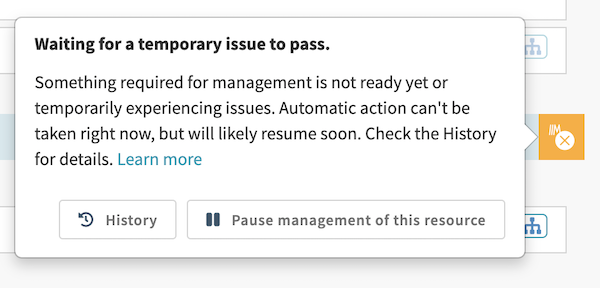 Waiting for a temporary issue to pass.
Something required for management is not ready yet or
temporarily experiencing issues. Automatic action can't be
taken right now, but will likely resume soon. Check the History
for details. Learn more
History
Pause management of this resource